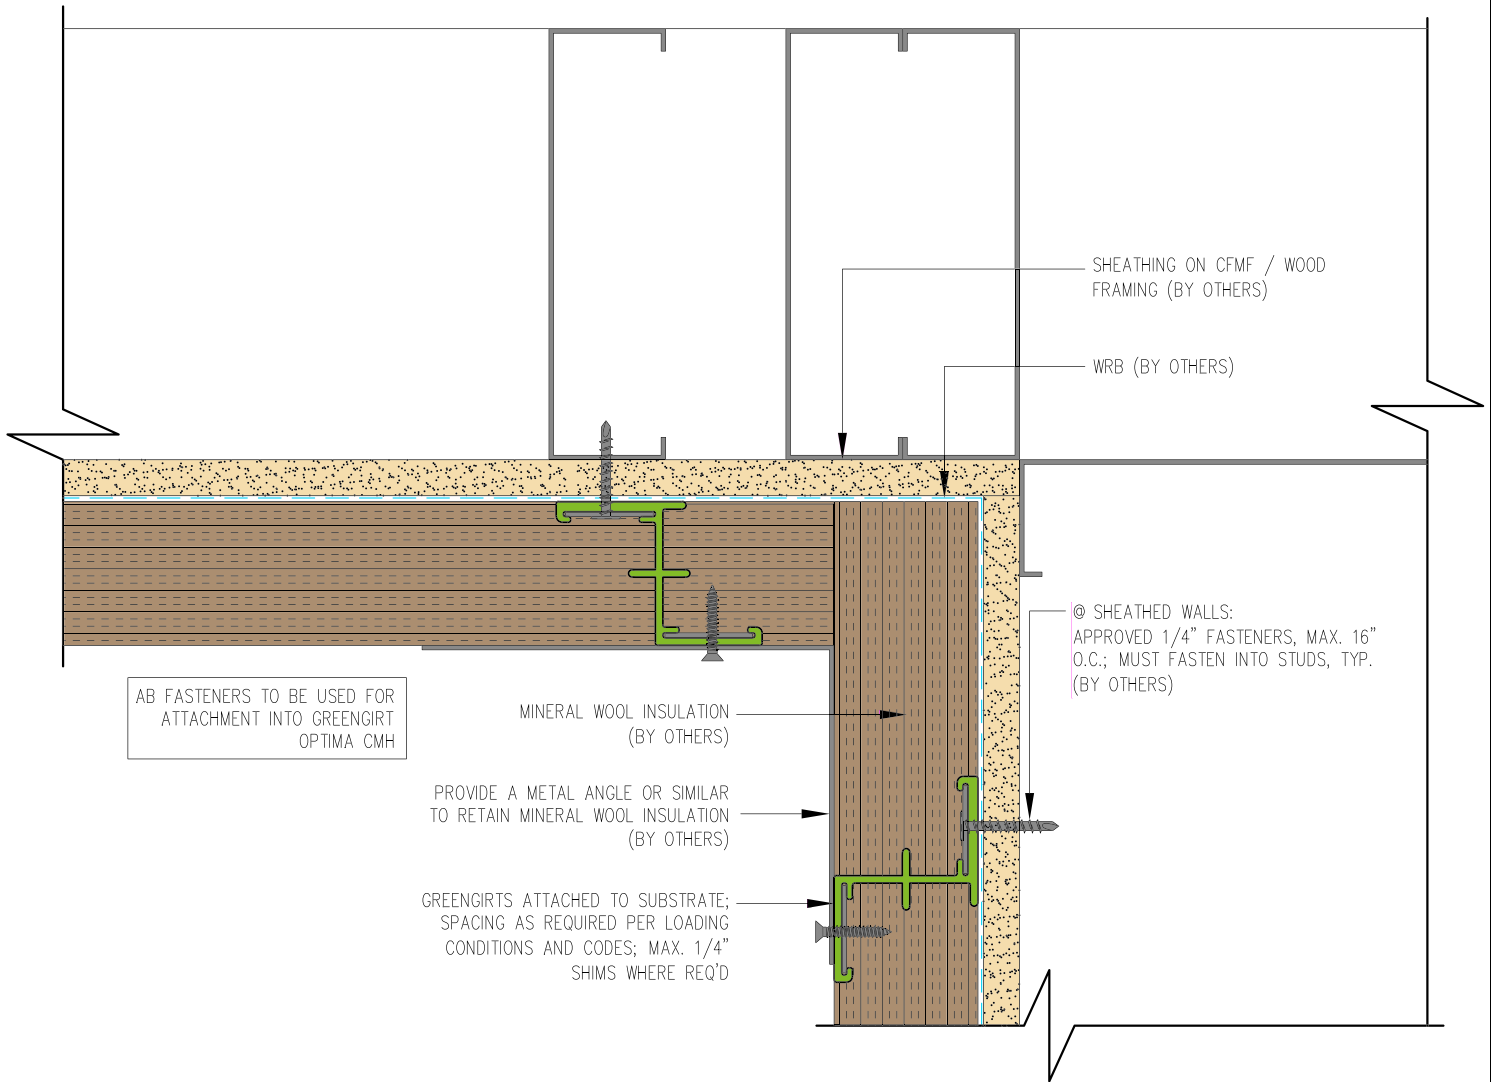 SHEATHING ON CFMF / WOOD
FRAMING (BY OTHERS)
WRB (BY OTHERS)
@ SHEATHED WALLS:
APPROVED 1/4" FASTENERS, MAX. 16"
O.C.; MUST FASTEN INTO STUDS, TYP.
(BY OTHERS)
AB FASTENERS TO BE USED FOR
ATTACHMENT INTO GREENGIRT
OPTIMA CMH
MINERAL WOOL INSULATION
(BY OTHERS)
PROVIDE A METAL ANGLE OR SIMILAR
TO RETAIN MINERAL WOOL INSULATION
(BY OTHERS)
GREENGIRTS ATTACHED TO SUBSTRATE;
SPACING AS REQUIRED PER LOADING
CONDITIONS AND CODES; MAX. 1/4"
SHIMS WHERE REQ'D